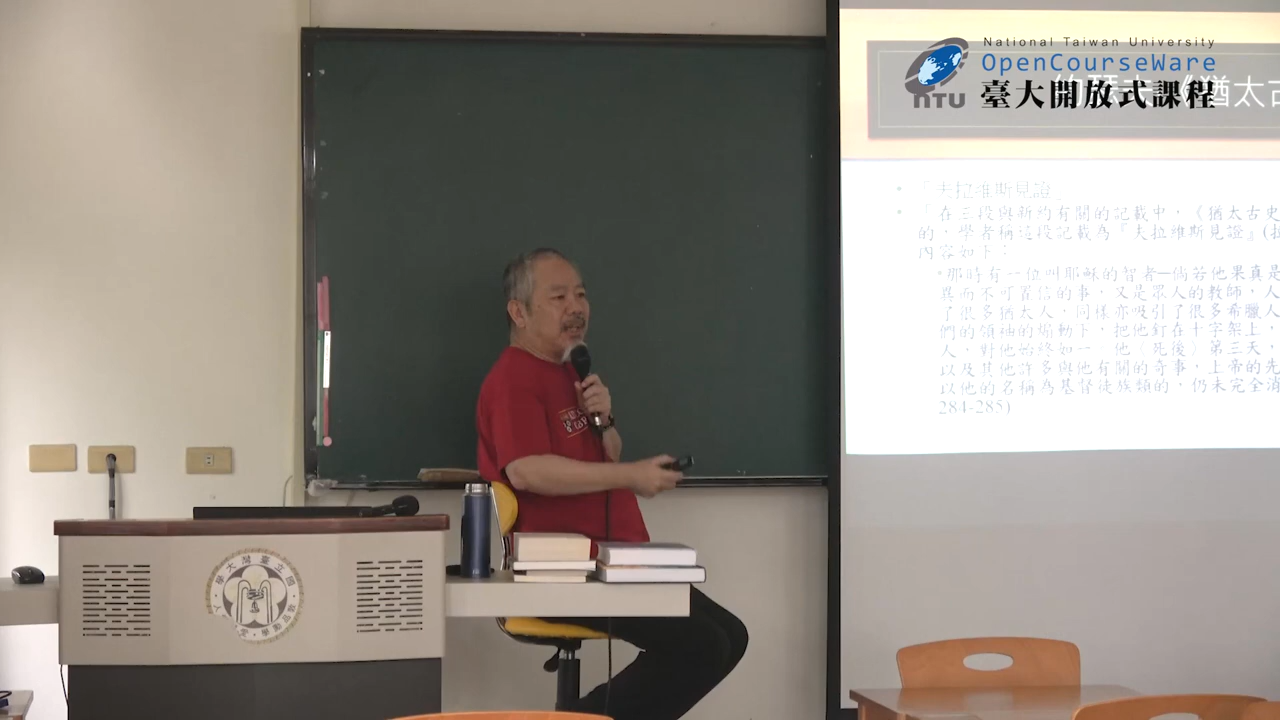 National Taiwan University
OpenCourseWare
NTU 臺大開放式課程
約瑟夫《猶太古
• 「夫拉維斯見證」
• 「在三段與新約有關的記載中，《猶太古史
的，學者稱這段記載為『夫拉維斯見證』(拉
內容如下：
•那時有一位叫耶穌的智者─倘若他果真是
異而不可置信的事，又是眾人的教師，人
了很多猶太人，同樣亦吸引了很多希臘人
們的領袖的煽動下，把他釘在十字架上，
人，對他始終如一。他〈死後〉第三天，
以及其他許多與他有關的奇事，上帝的先
以他的名稱為基督徒族類的，仍未完全消
284-285)